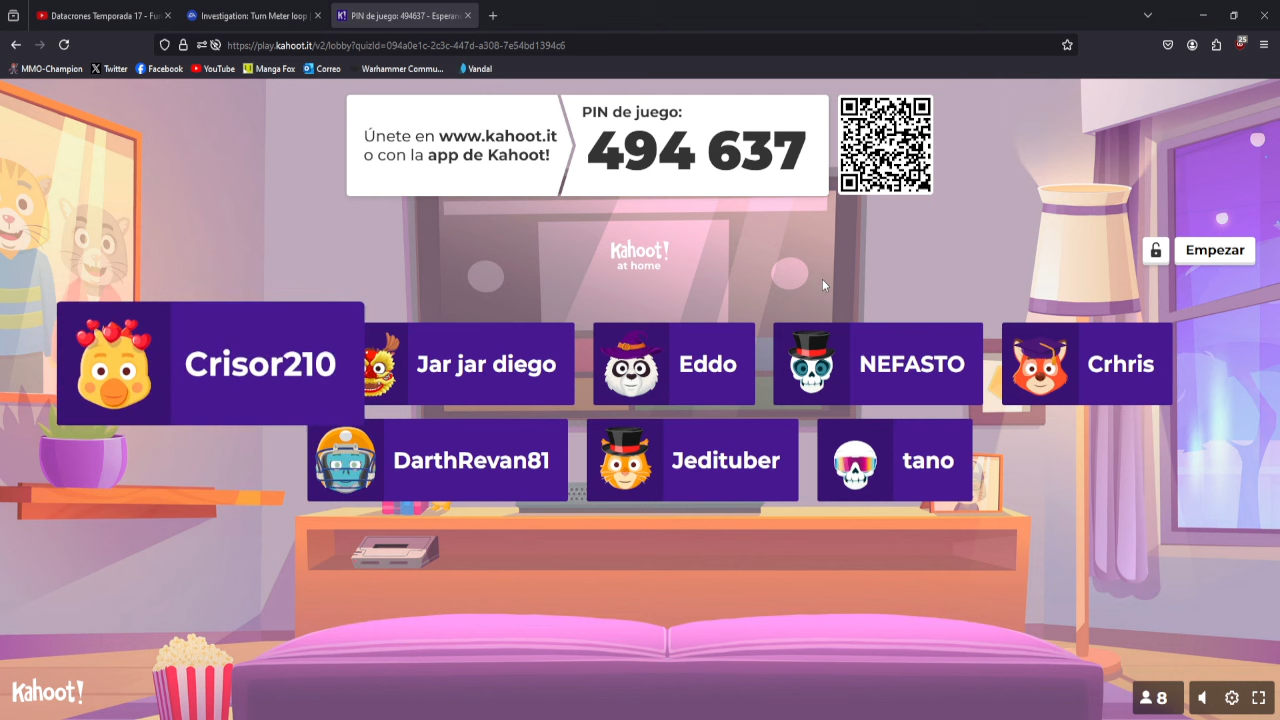 Datacrones Temporada 17 - Fu
Investigation: Turn Meter loop |
PIN de juego: 494637 - Esperan
https://play.kahoot.it/v2/lobby?quizId=094a0e1c-2c3c-447d-a308-7e54bd1394c6
25
MMO-Champion
Twitter
Facebook
YouTube
Manga Fox
Correo
Warhammer Commu...
Vandal
Únete en www.kahoot.it
o con la app de Kahoot!
PIN de juego:
494 637
Kahoot!
at home
Empezar
Crisor210
Jar jar diego
Eddo
NEFASTO
Crhris
DarthRevan81
Jedituber
tano
Kahoot!
8